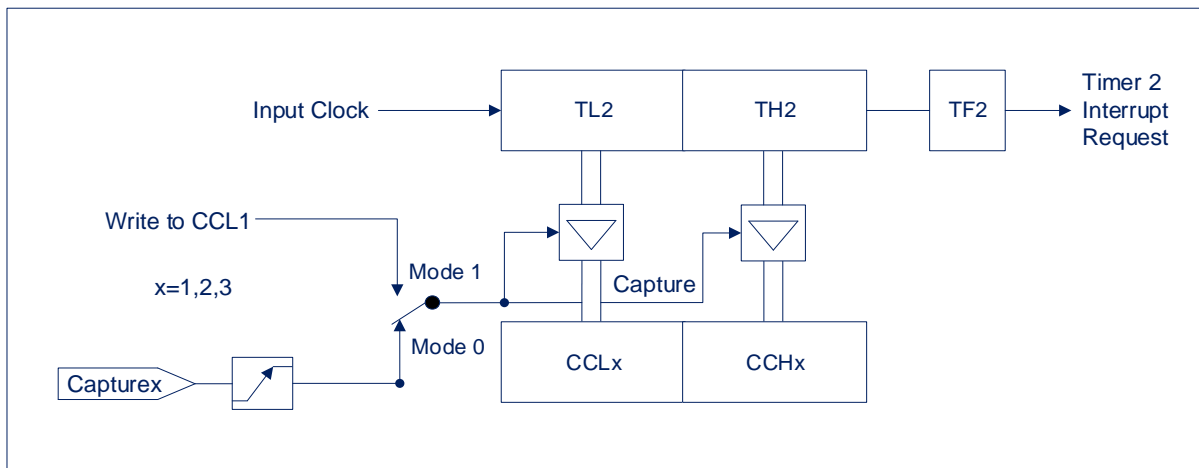 Input Clock
TL2
TH2
TF2
Timer 2
Interrupt
Request
Write to CCL1
x=1,2,3
Mode 1
Capture
Mode 0
CCLx
CCHx
Capturex